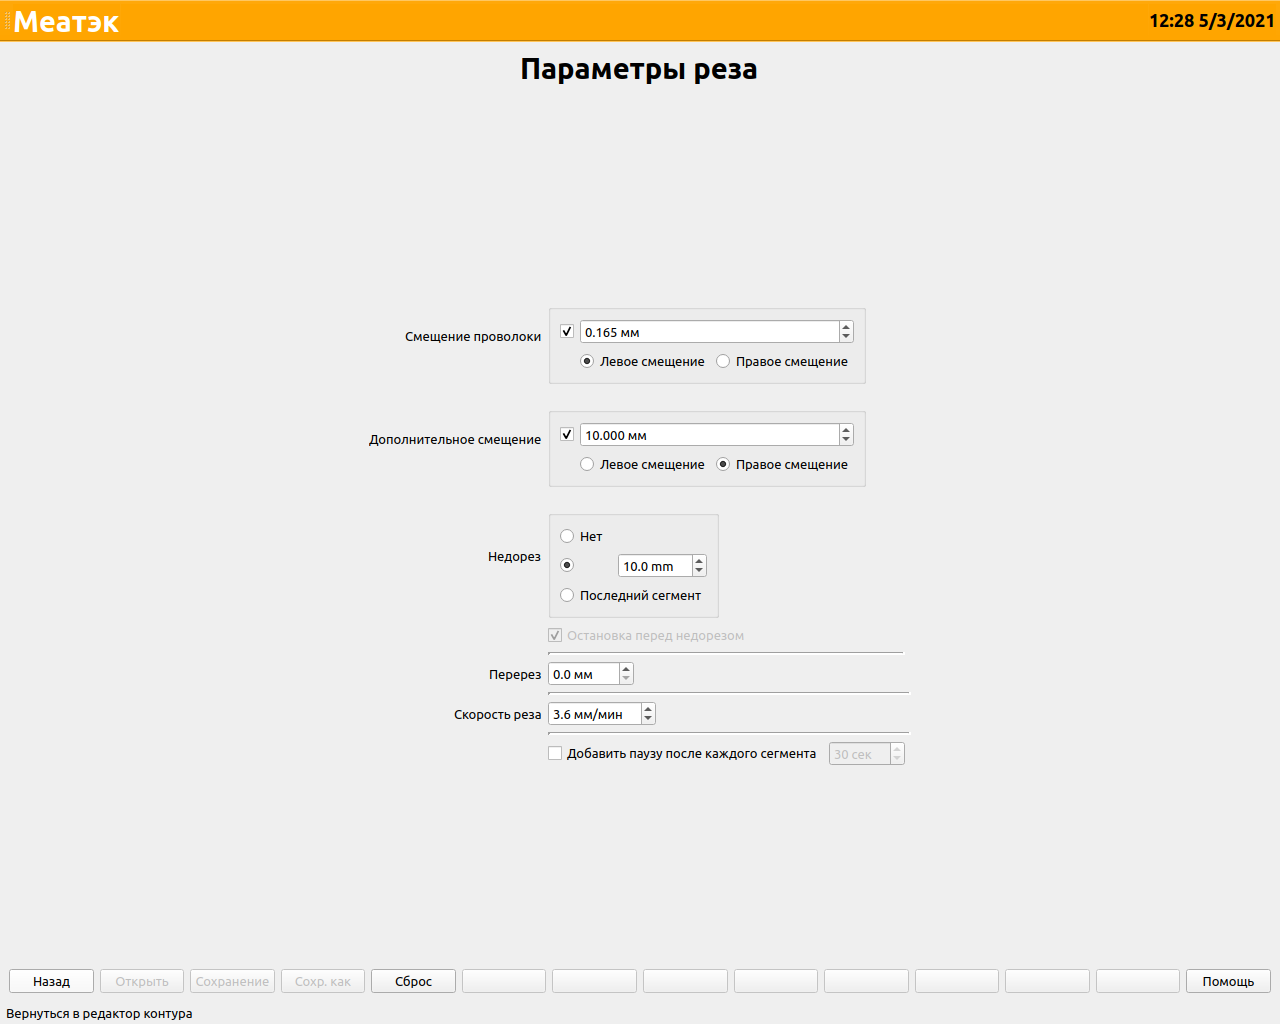 Меатэк
12:28 5/3/2021
Параметры реза
Смещение проволоки
0.165 мм
Левое смещение Правое смещение
Дополнительное смещение
10.000 мм
Левое смещение Правое смещение
Недорез
Нет
10.0 mm
Последний сегмент
Остановка перед недорезом
Перерез 0.0 мм
Скорость реза 3.6 мм/мин
Добавить паузу после каждого сегмента 30 сек
Назад Открыть Сохранение Сохр. как Сброс Помощь
Вернуться в редактор контура